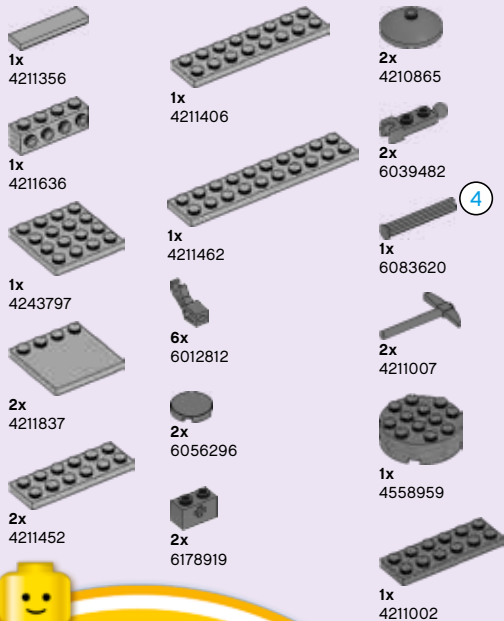 1x
4211356
1x
4211636
1x
4243797
2x
4211837
2x
4211452
1x
4211406
1x
4211462
6x
6012812
2x
6056296
2x
6178919
2x
4210865
2x
6039482
4
1x
6083620
2x
4211007
1x
4558959
1x
4211002